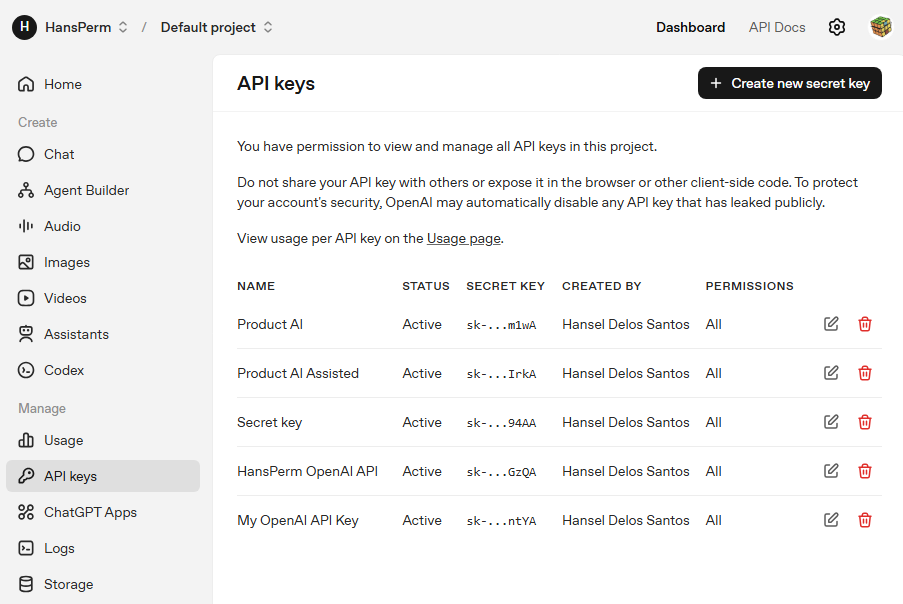 H HansPerm / Default project Dashboard API Docs
Home
Create
Chat
Agent Builder
Audio
Images
Videos
Assistants
Codex
Manage
Usage
API keys
ChatGPT Apps
Logs
Storage
API keys
+ Create new secret key
You have permission to view and manage all API keys in this project.
Do not share your API key with others or expose it in the browser or other client-side code. To protect
your account's security, OpenAI may automatically disable any API key that has leaked publicly.
View usage per API key on the Usage page.
NAME STATUS SECRET KEY CREATED BY PERMISSIONS
Product AI Active sk-...m1wA Hansel Delos Santos All
Product AI Assisted Active sk-...IrkA Hansel Delos Santos All
Secret key Active sk-...94AA Hansel Delos Santos All
HansPerm OpenAI API Active sk-...GzQA Hansel Delos Santos All
My OpenAI API Key Active sk-...ntYA Hansel Delos Santos All